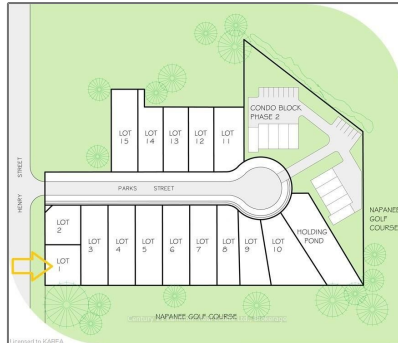 LOT
15
LOT
14
LOT
13
LOT
12
LOT
11
CONDO BLOCK
PHASE 2
HENRY STREET
PARKS STREET
LOT
2
LOT
1
LOT
3
LOT
4
LOT
5
LOT
6
LOT
7
LOT
8
LOT
9
LOT
10
HOLDING
POND
NAPANEE
GOLF
COURSE
NAPANEE GOLF COURSE
Licensed to KAREA